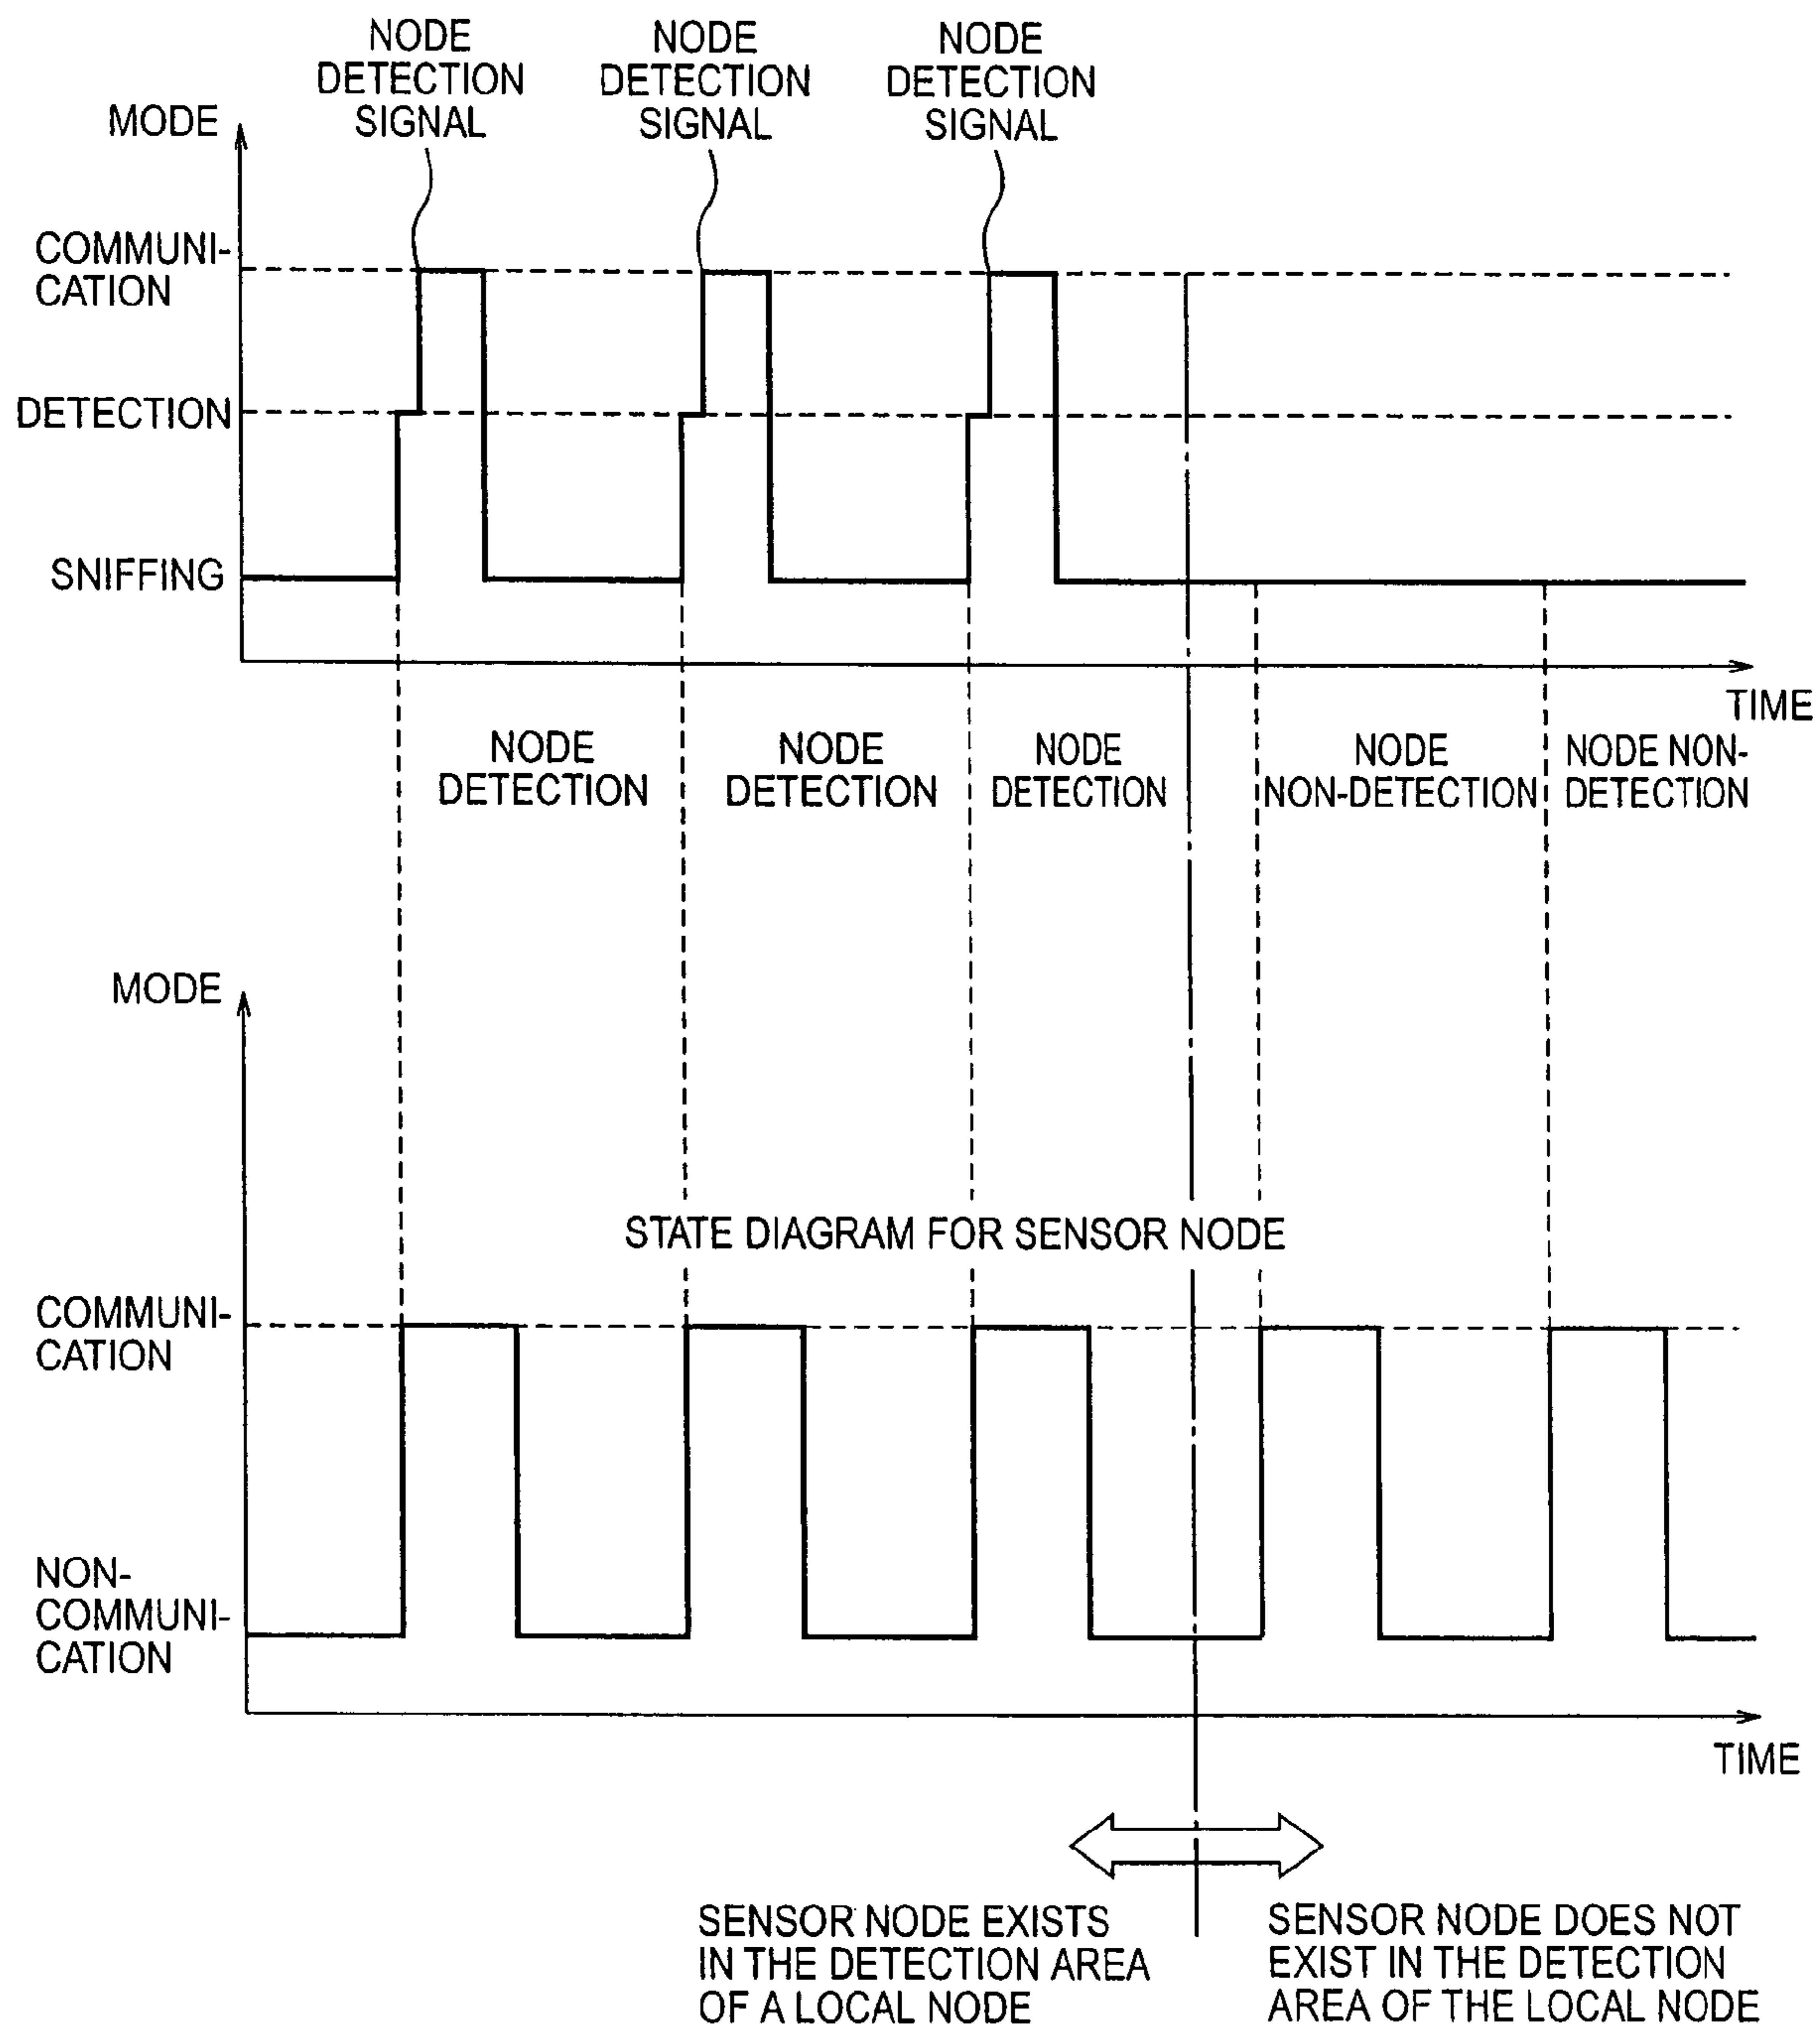 NODE
DETECTION
SIGNAL
NODE
DETECTION
SIGNAL
NODE
DETECTION
SIGNAL
MODE
COMMUNI-
CATION
DETECTION
SNIFFING
TIME
NODE
DETECTION
NODE
DETECTION
NODE
DETECTION
NODE
NON-DETECTION
NODE NON-
DETECTION
MODE
STATE DIAGRAM FOR SENSOR NODE
COMMUNI-
CATION
NON-
COMMUNI-
CATION
TIME
SENSOR NODE EXISTS
IN THE DETECTION AREA
OF A LOCAL NODE
SENSOR NODE DOES NOT
EXIST IN THE DETECTION
AREA OF THE LOCAL NODE